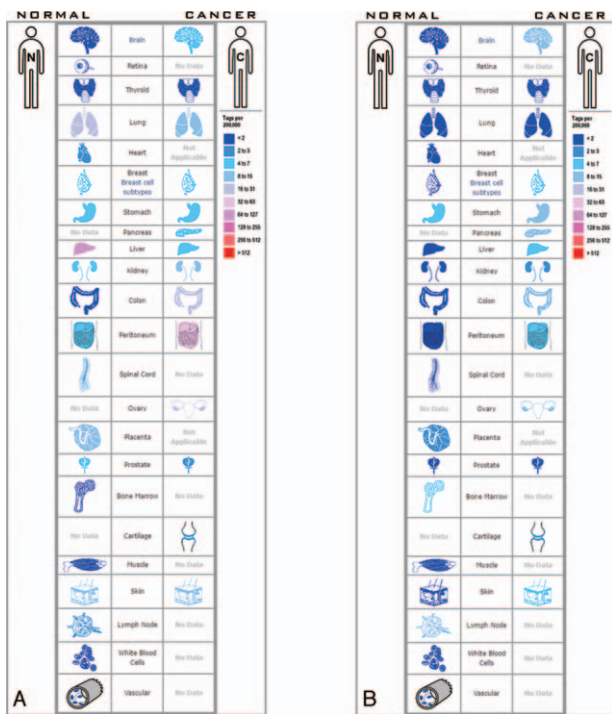 NORMAL CANCER
N C
Brain
Retina No Data
Thyroid
Lung
Heart Not
Applicable
Breast
Breast cell
subtypes
Stomach
No Data Pancreas
Liver
Kidney
Colon
Peritoneum
Spinal Cord No Data
No Data Ovary
Placenta Not
Applicable
Prostate
Bone Marrow No Data
No Data Cartilage
Muscle No Data
Skin
Lymph Node No Data
White Blood
Cells No Data
Vascular No Data
Tags per
200,000
< 2
2 to 3
4 to 7
8 to 15
16 to 31
32 to 63
64 to 127
128 to 255
256 to 512
> 512
A
NORMAL CANCER
N C
Brain
Retina No Data
Thyroid
Lung
Heart Not
Applicable
Breast
Breast cell
subtypes
Stomach
No Data Pancreas
Liver
Kidney
Colon
Peritoneum
Spinal Cord No Data
No Data Ovary
Placenta Not
Applicable
Prostate
Bone Marrow No Data
No Data Cartilage
Muscle No Data
Skin
Lymph Node No Data
White Blood
Cells No Data
Vascular No Data
Tags per
200,000
< 2
2 to 3
4 to 7
8 to 15
16 to 31
32 to 63
64 to 127
128 to 255
256 to 512
> 512
B